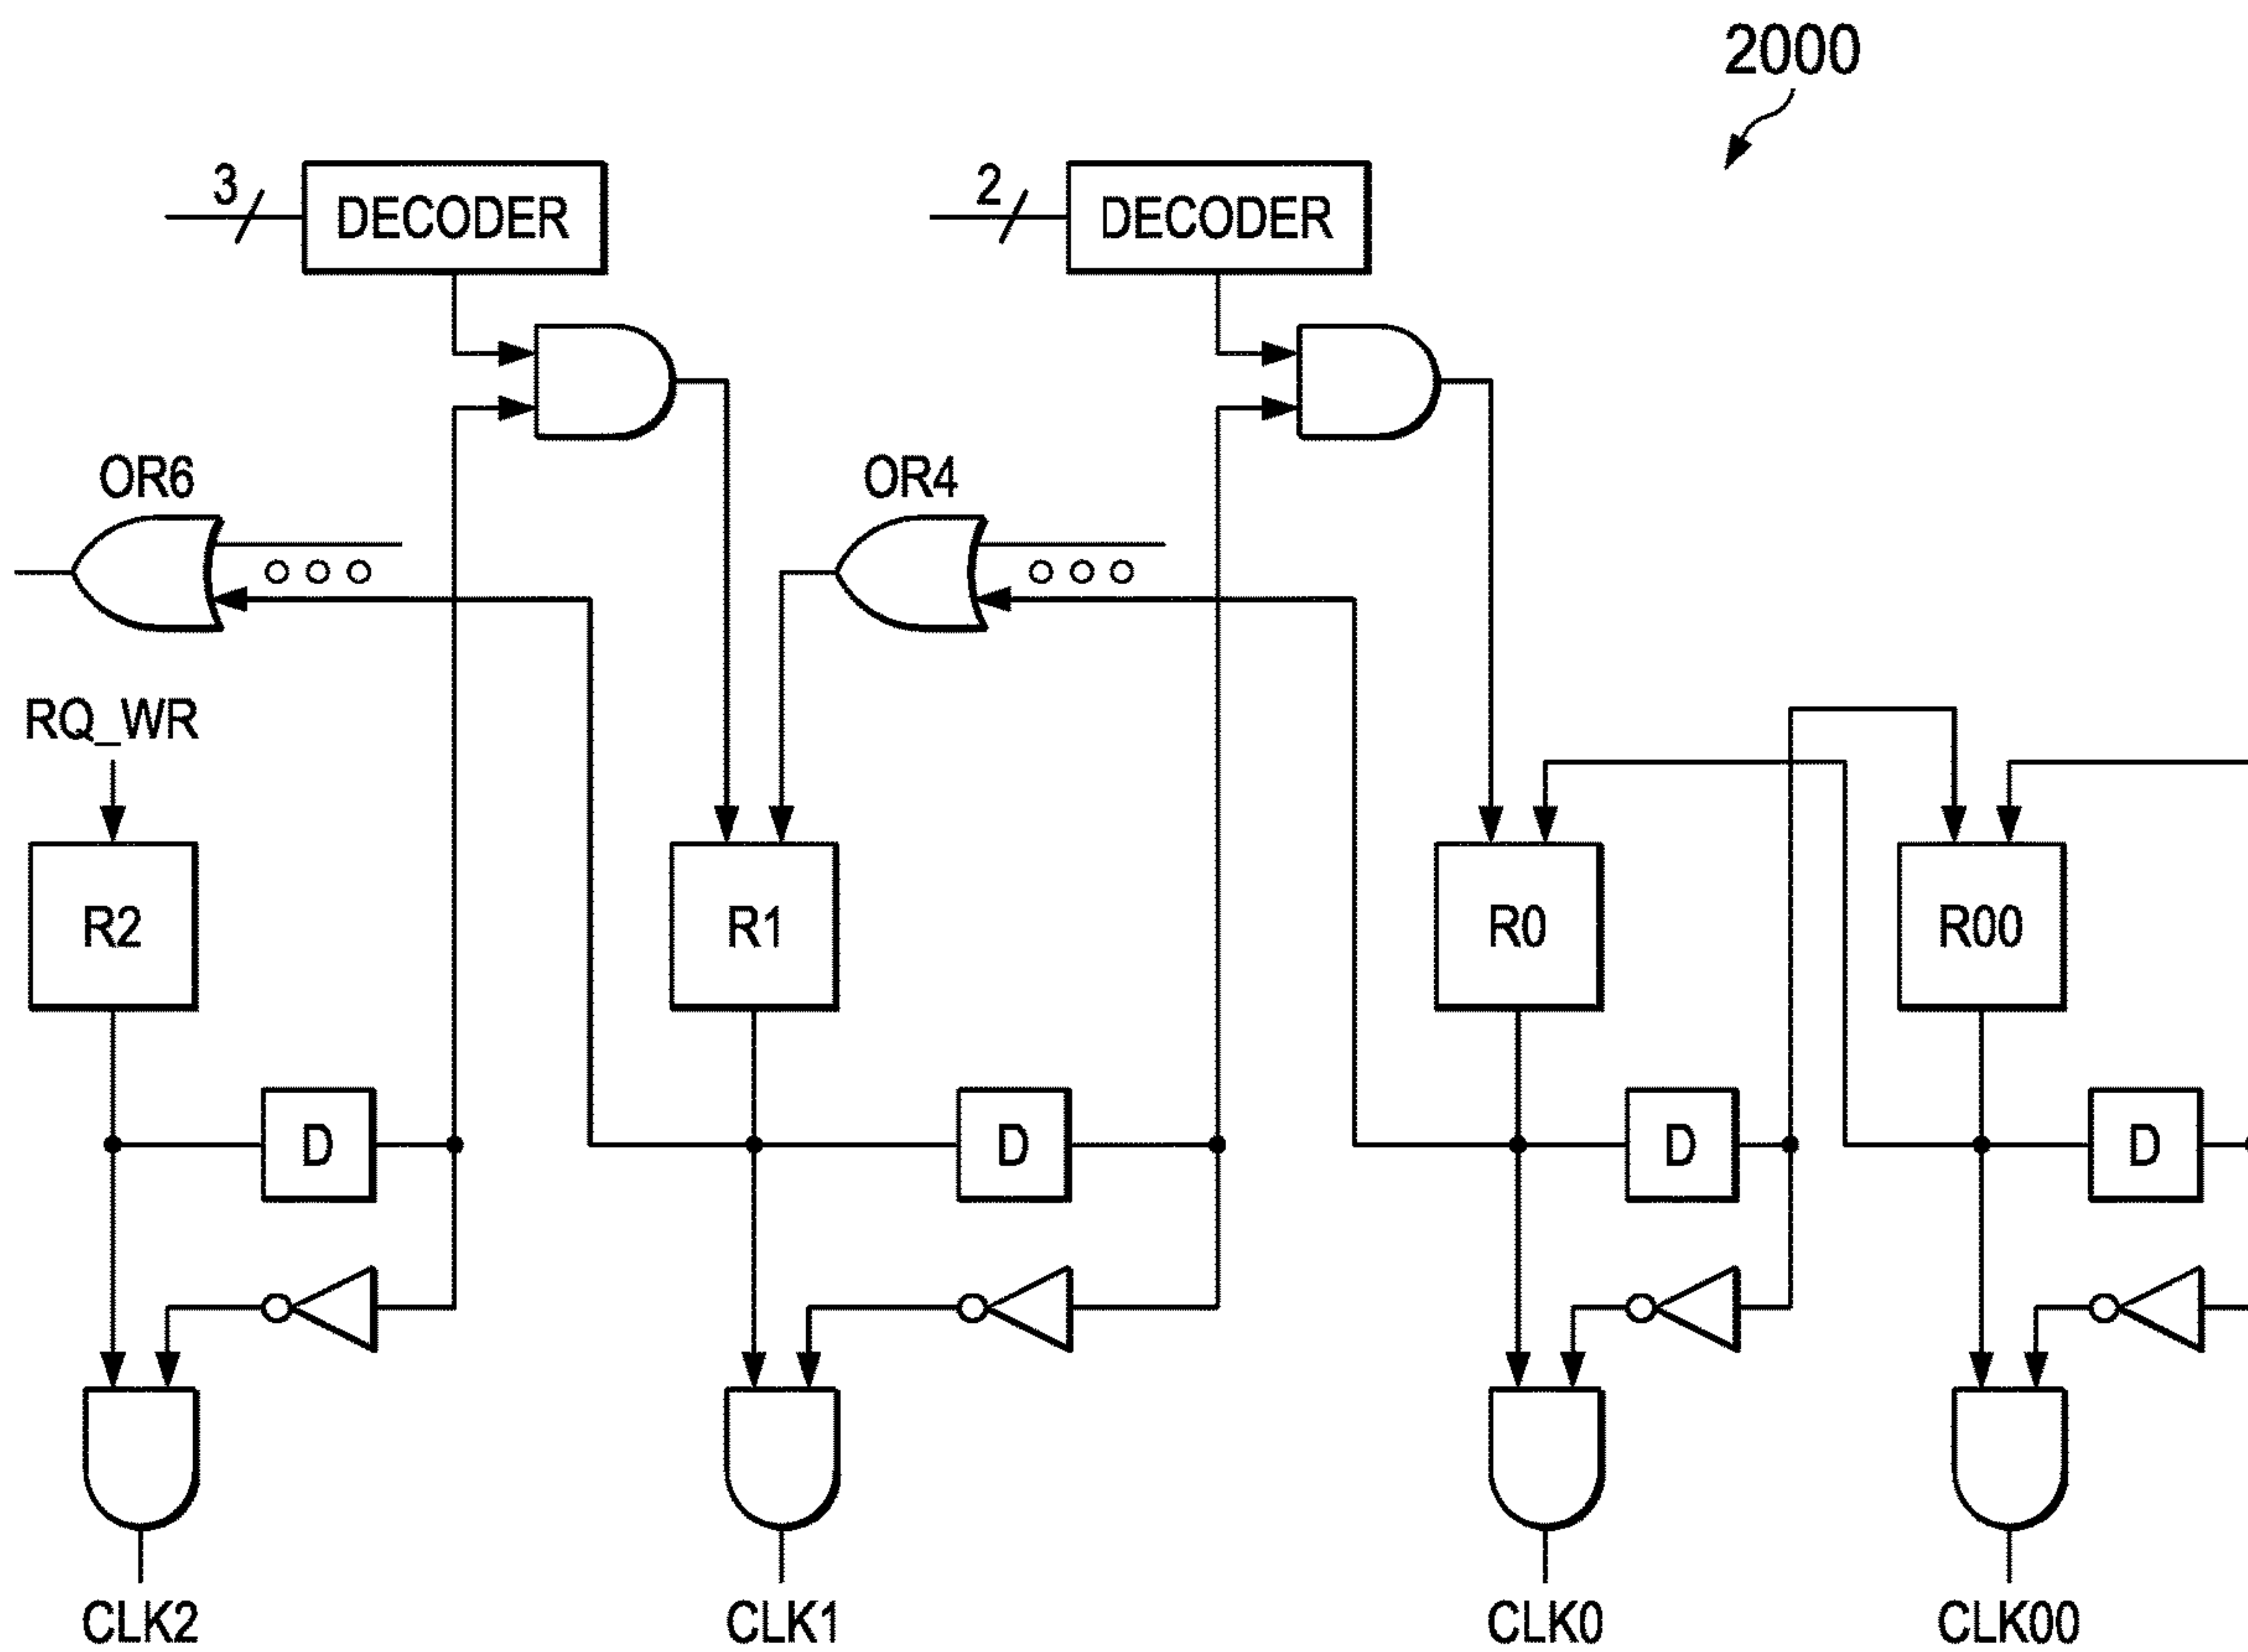 2000
3
DECODER
2
DECODER
OR6
OR4
RQ_WR
R2
R1
R0
R00
D
D
D
D
CLK2
CLK1
CLK0
CLK00